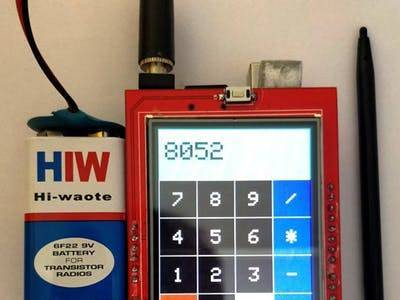 HIW
Hi-waote
6F22 9V
BATTERY
FOR
TRANSISTOR
RADIOS
8052
7 8 9 /
4 5 6 *
1 2 3 -